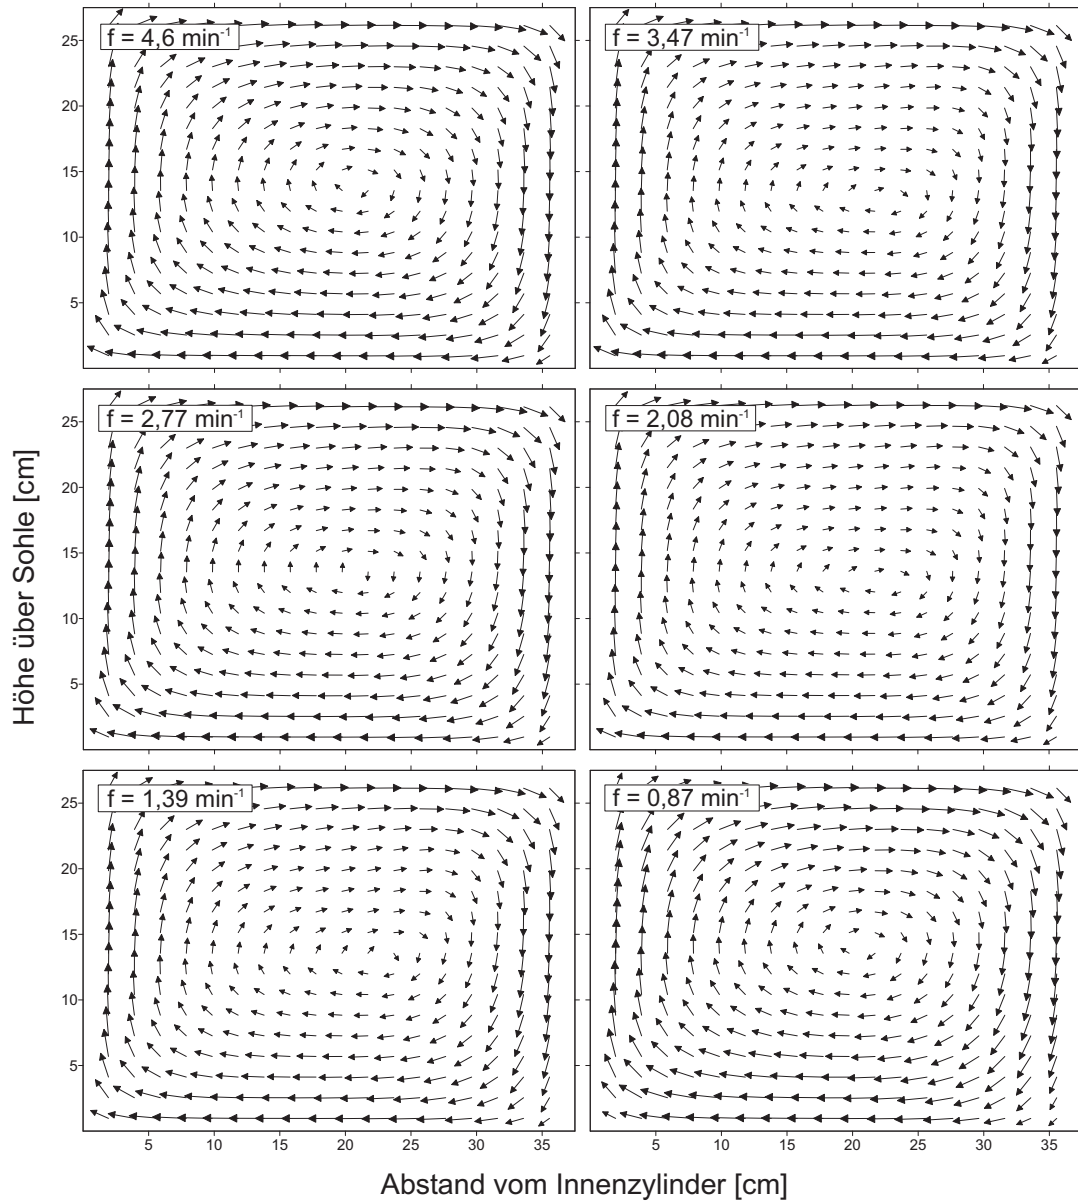 f = 4,6 min⁻¹
f = 3,47 min⁻¹
25
20
15
10
5
f = 2,77 min⁻¹
f = 2,08 min⁻¹
25
20
15
10
5
Höhe über Sohle [cm]
f = 1,39 min⁻¹
f = 0,87 min⁻¹
25
20
15
10
5
5 10 15 20 25 30 35 5 10 15 20 25 30 35
Abstand vom Innenzylinder [cm]